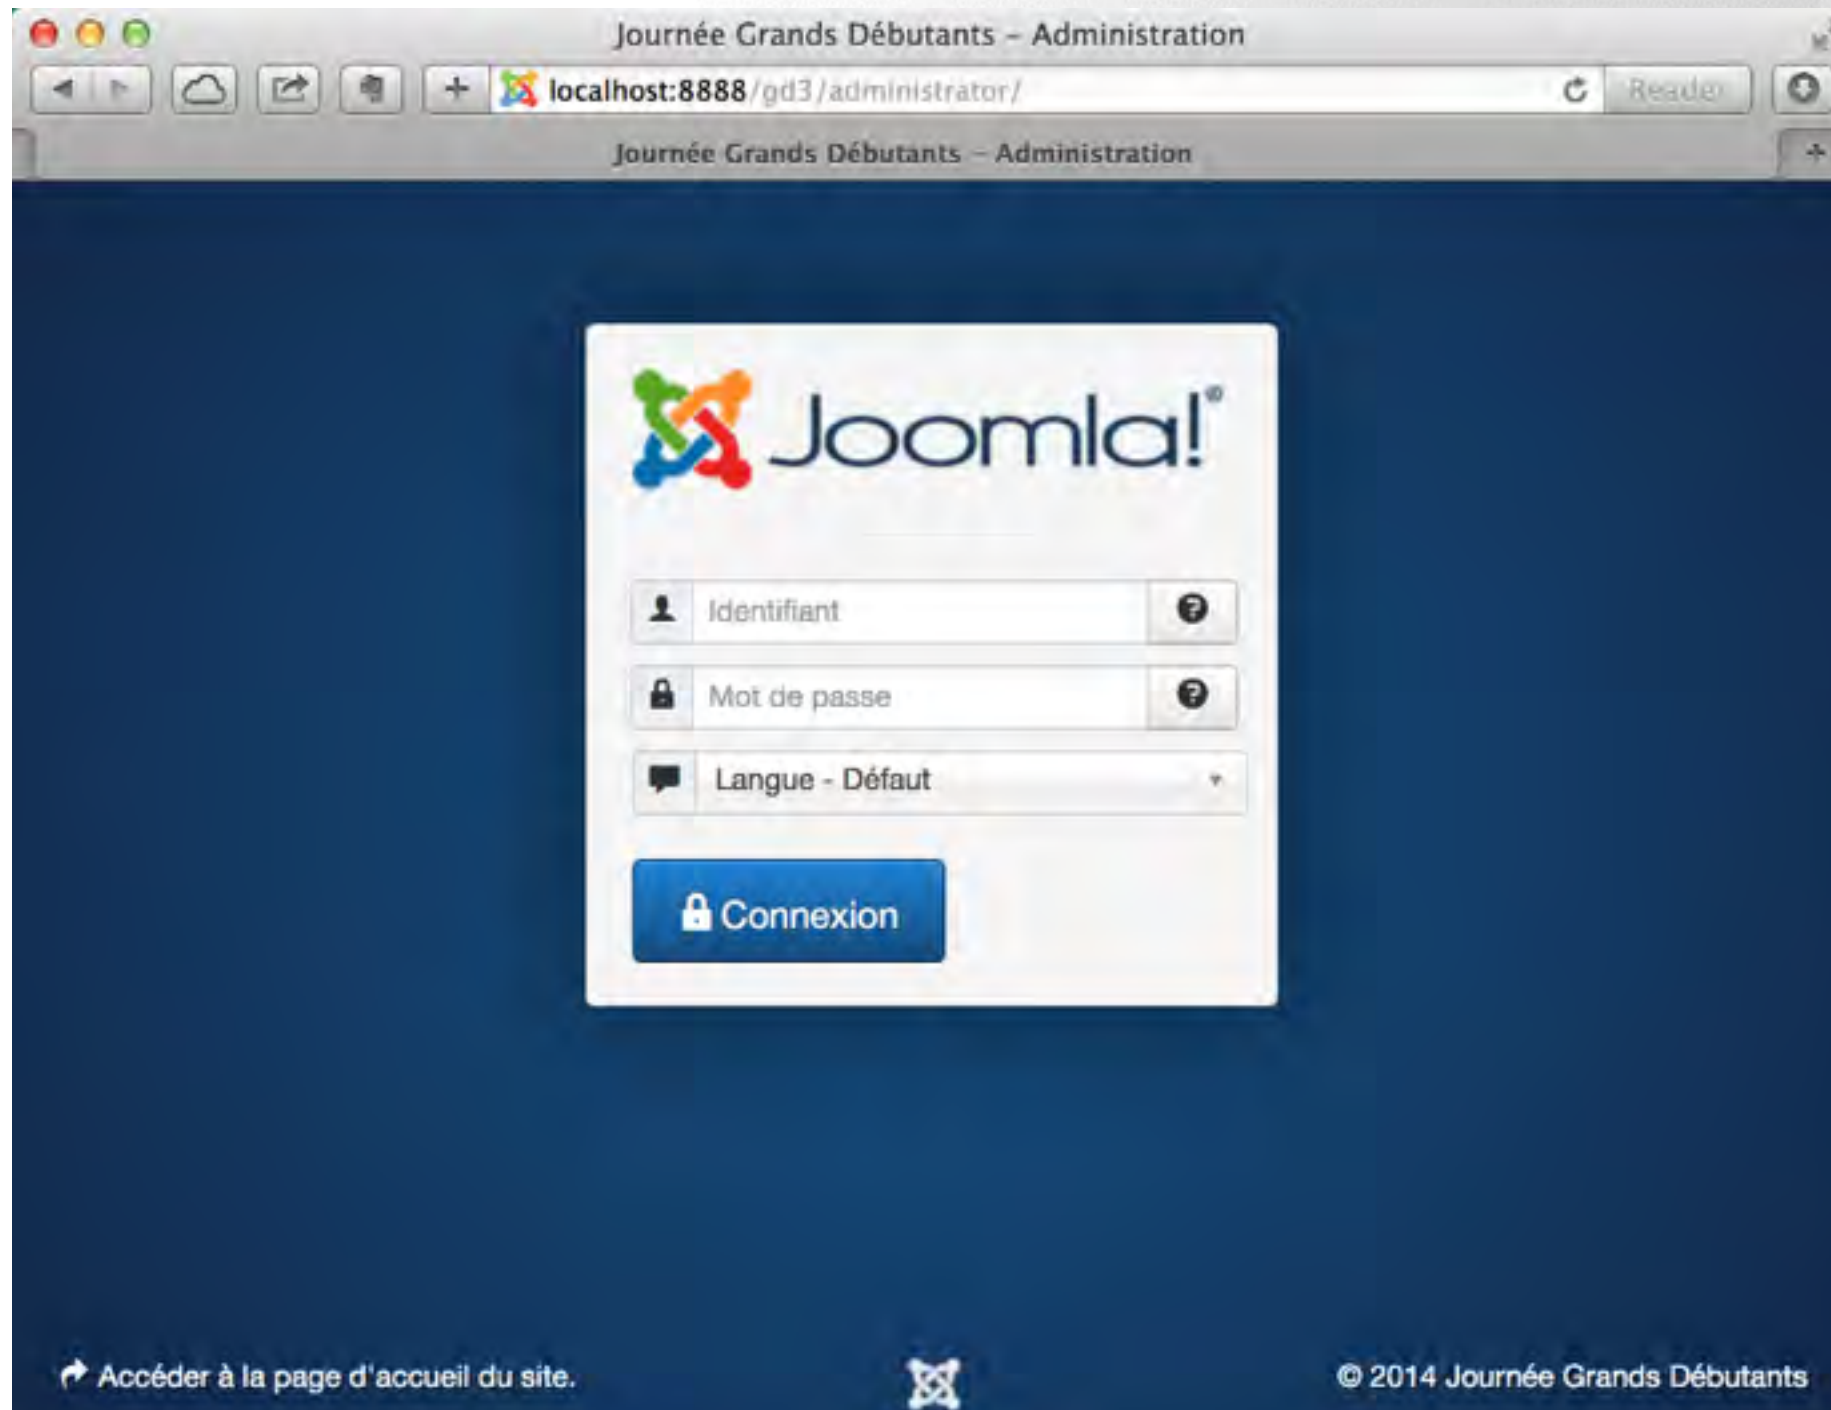 Journée Grands Débutants – Administration
localhost:8888/gd3/administrator/
Reader
Journée Grands Débutants – Administration
Joomla!®
Identifiant
Mot de passe
Langue - Défaut
Connexion
Accéder à la page d'accueil du site.
© 2014 Journée Grands Débutants